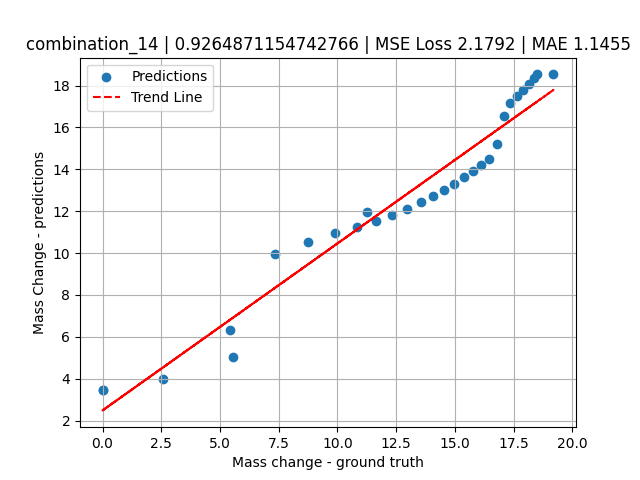 combination_14 | 0.9264871154742766 | MSE Loss 2.1792 | MAE 1.1455
Predictions
Trend Line
18
16
14
12
10
8
6
4
2
Mass Change - predictions
0.0 2.5 5.0 7.5 10.0 12.5 15.0 17.5 20.0
Mass change - ground truth